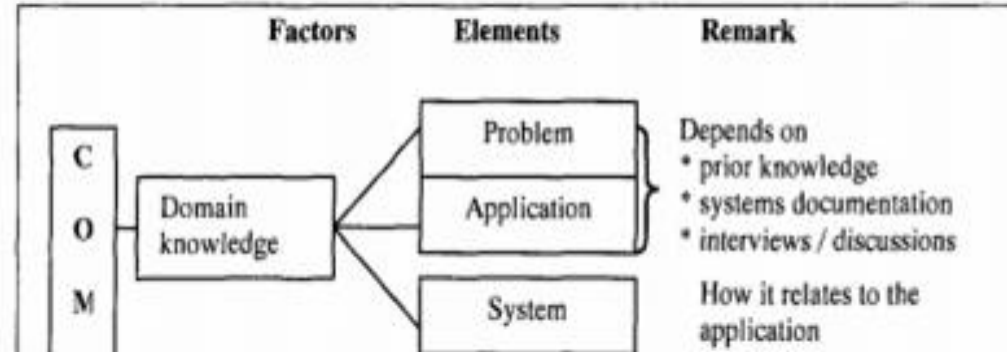 Factors Elements Remark
C
O
M
Domain
knowledge
Problem
Application
System
Depends on
* prior knowledge
* systems documentation
* interviews / discussions
How it relates to the
application